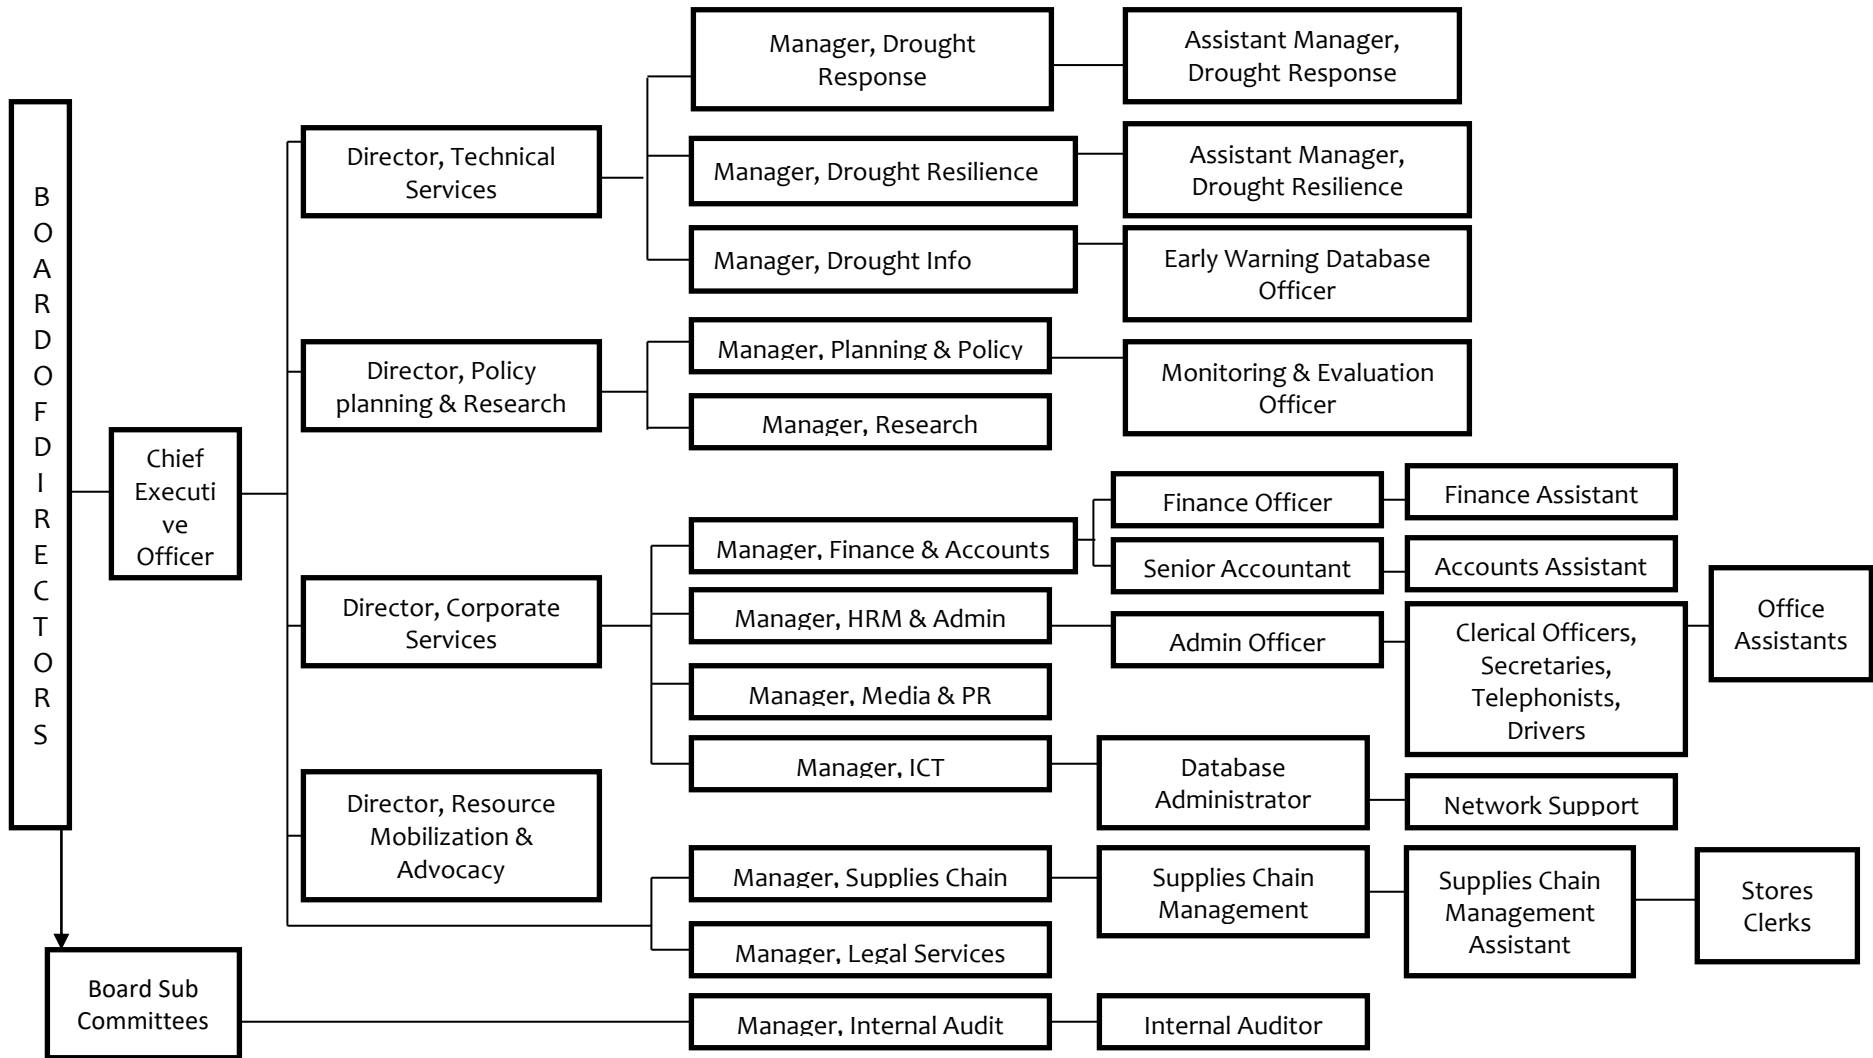 BOARDOFDIRECTORS
Chief
Executi
ve
Officer
Board Sub
Committees
Director, Technical
Services
Director, Policy
planning & Research
Director, Corporate
Services
Director, Resource
Mobilization &
Advocacy
Manager, Drought
Response
Manager, Drought Resilience
Manager, Drought Info
Manager, Planning & Policy
Manager, Research
Manager, Finance & Accounts
Manager, HRM & Admin
Manager, Media & PR
Manager, ICT
Manager, Supplies Chain
Manager, Legal Services
Manager, Internal Audit
Assistant Manager,
Drought Response
Assistant Manager,
Drought Resilience
Early Warning Database
Officer
Monitoring & Evaluation
Officer
Finance Officer
Senior Accountant
Admin Officer
Database
Administrator
Supplies Chain
Management
Internal Auditor
Finance Assistant
Accounts Assistant
Clerical Officers,
Secretaries,
Telephonists,
Drivers
Network Support
Supplies Chain
Management
Assistant
Office
Assistants
Stores
Clerks